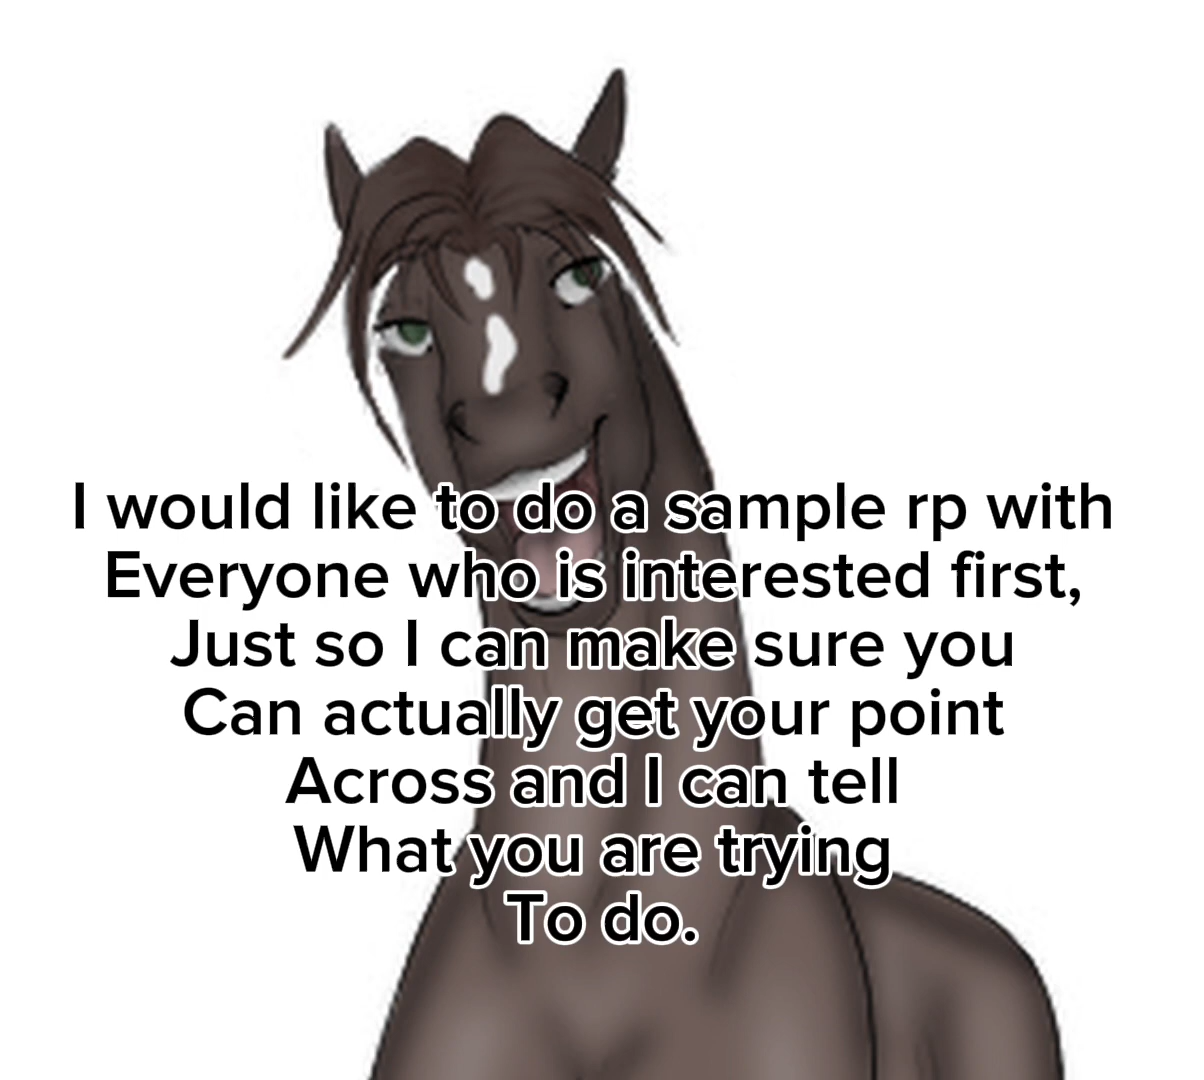 I would like to do a sample rp with
Everyone who is interested first,
Just so I can make sure you
Can actually get your point
Across and I can tell
What you are trying
To do.